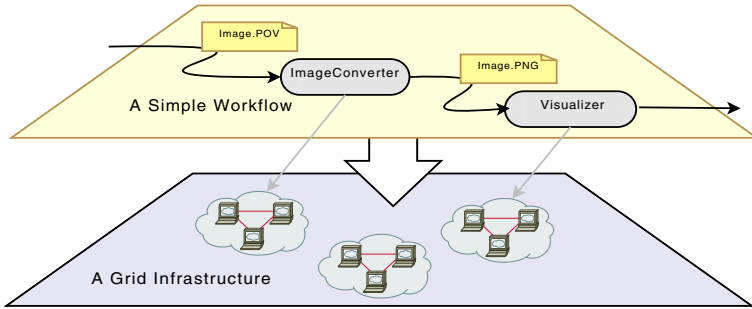 Image.POV
ImageConverter
Image.PNG
A Simple Workflow
Visualizer
A Grid Infrastructure